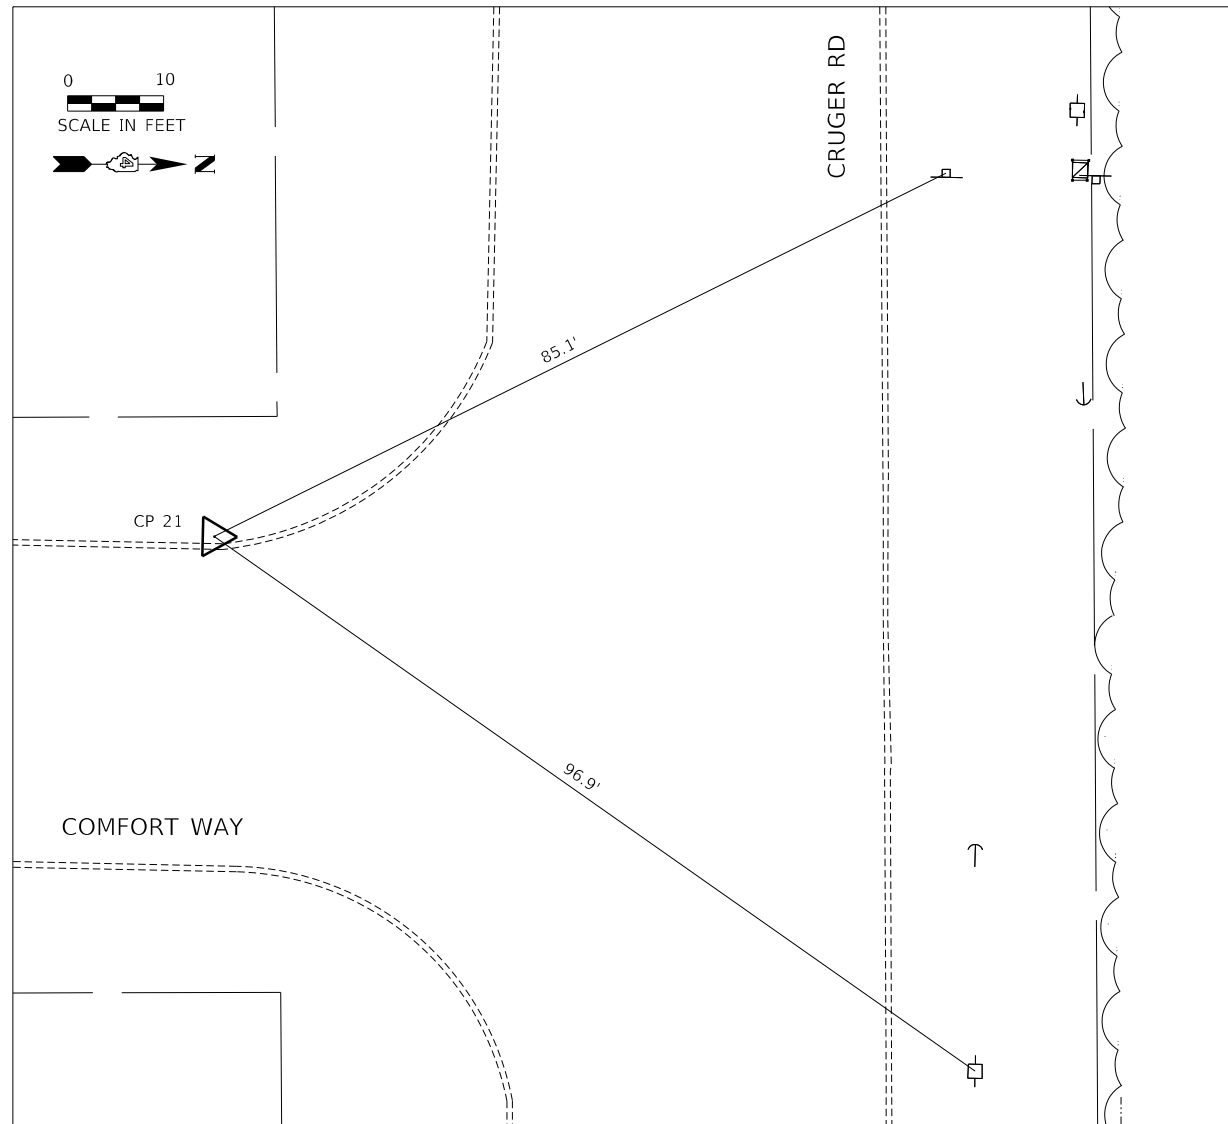 0 10
SCALE IN FEET
N
CRUGER RD
85.1'
CP 21
96.9'
COMFORT WAY